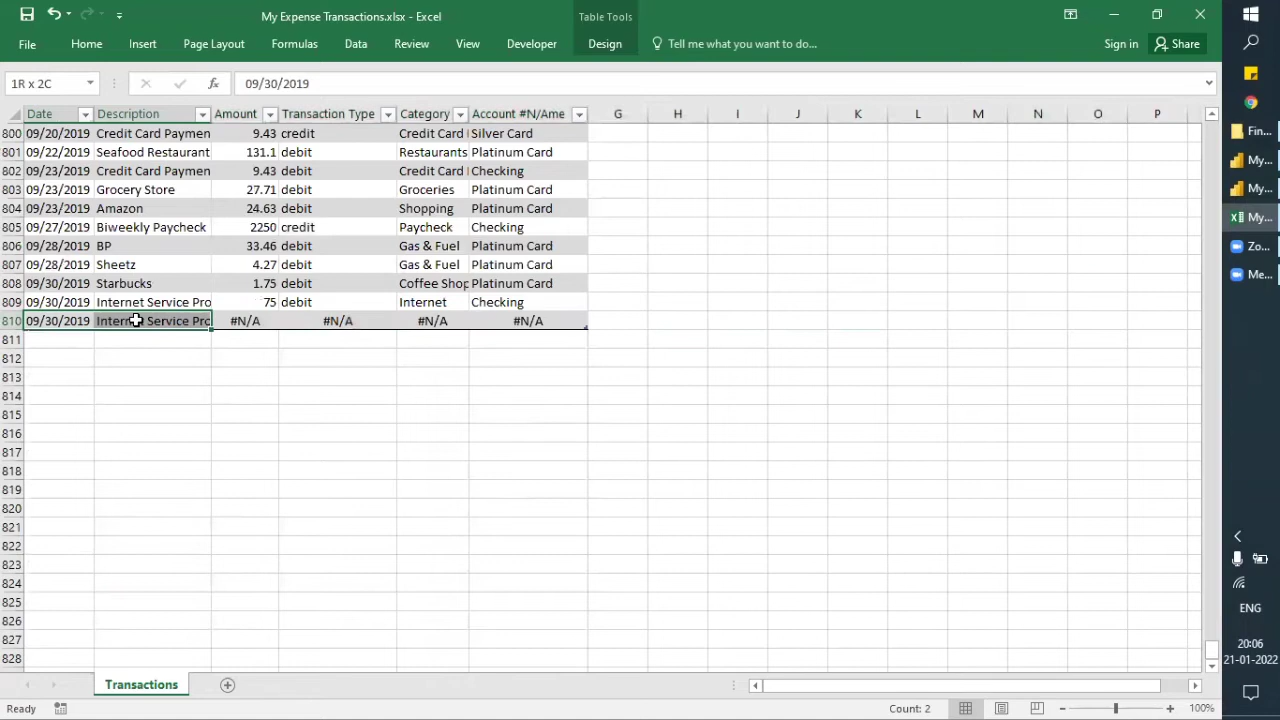 My Expense Transactions.xlsx - Excel
Table Tools
File Home Insert Page Layout Formulas Data Review View Developer Design Tell me what you want to do... Sign in Share
1R x 2C fx 09/30/2019
Date Description Amount Transaction Type Category Account #N/Ame G H I J K L M N O P
800 09/20/2019 Credit Card Paymen 9.43 credit Credit Card Silver Card
801 09/22/2019 Seafood Restaurant 131.1 debit Restaurants Platinum Card
802 09/23/2019 Credit Card Paymen 9.43 debit Credit Card Checking
803 09/23/2019 Grocery Store 27.71 debit Groceries Platinum Card
804 09/23/2019 Amazon 24.63 debit Shopping Platinum Card
805 09/27/2019 Biweekly Paycheck 2250 credit Paycheck Checking
806 09/28/2019 BP 33.46 debit Gas & Fuel Platinum Card
807 09/28/2019 Sheetz 4.27 debit Gas & Fuel Platinum Card
808 09/30/2019 Starbucks 1.75 debit Coffee Shop Platinum Card
809 09/30/2019 Internet Service Pro 75 debit Internet Checking
810 09/30/2019 Internet Service Pro #N/A #N/A #N/A #N/A
811
812
813
814
815
816
817
818
819
820
821
822
823
824
825
826
827
828
Transactions
Ready Count: 2 100%
Fin...
My...
My...
My...
Zo...
Me...
ENG
20:06
21-01-2022